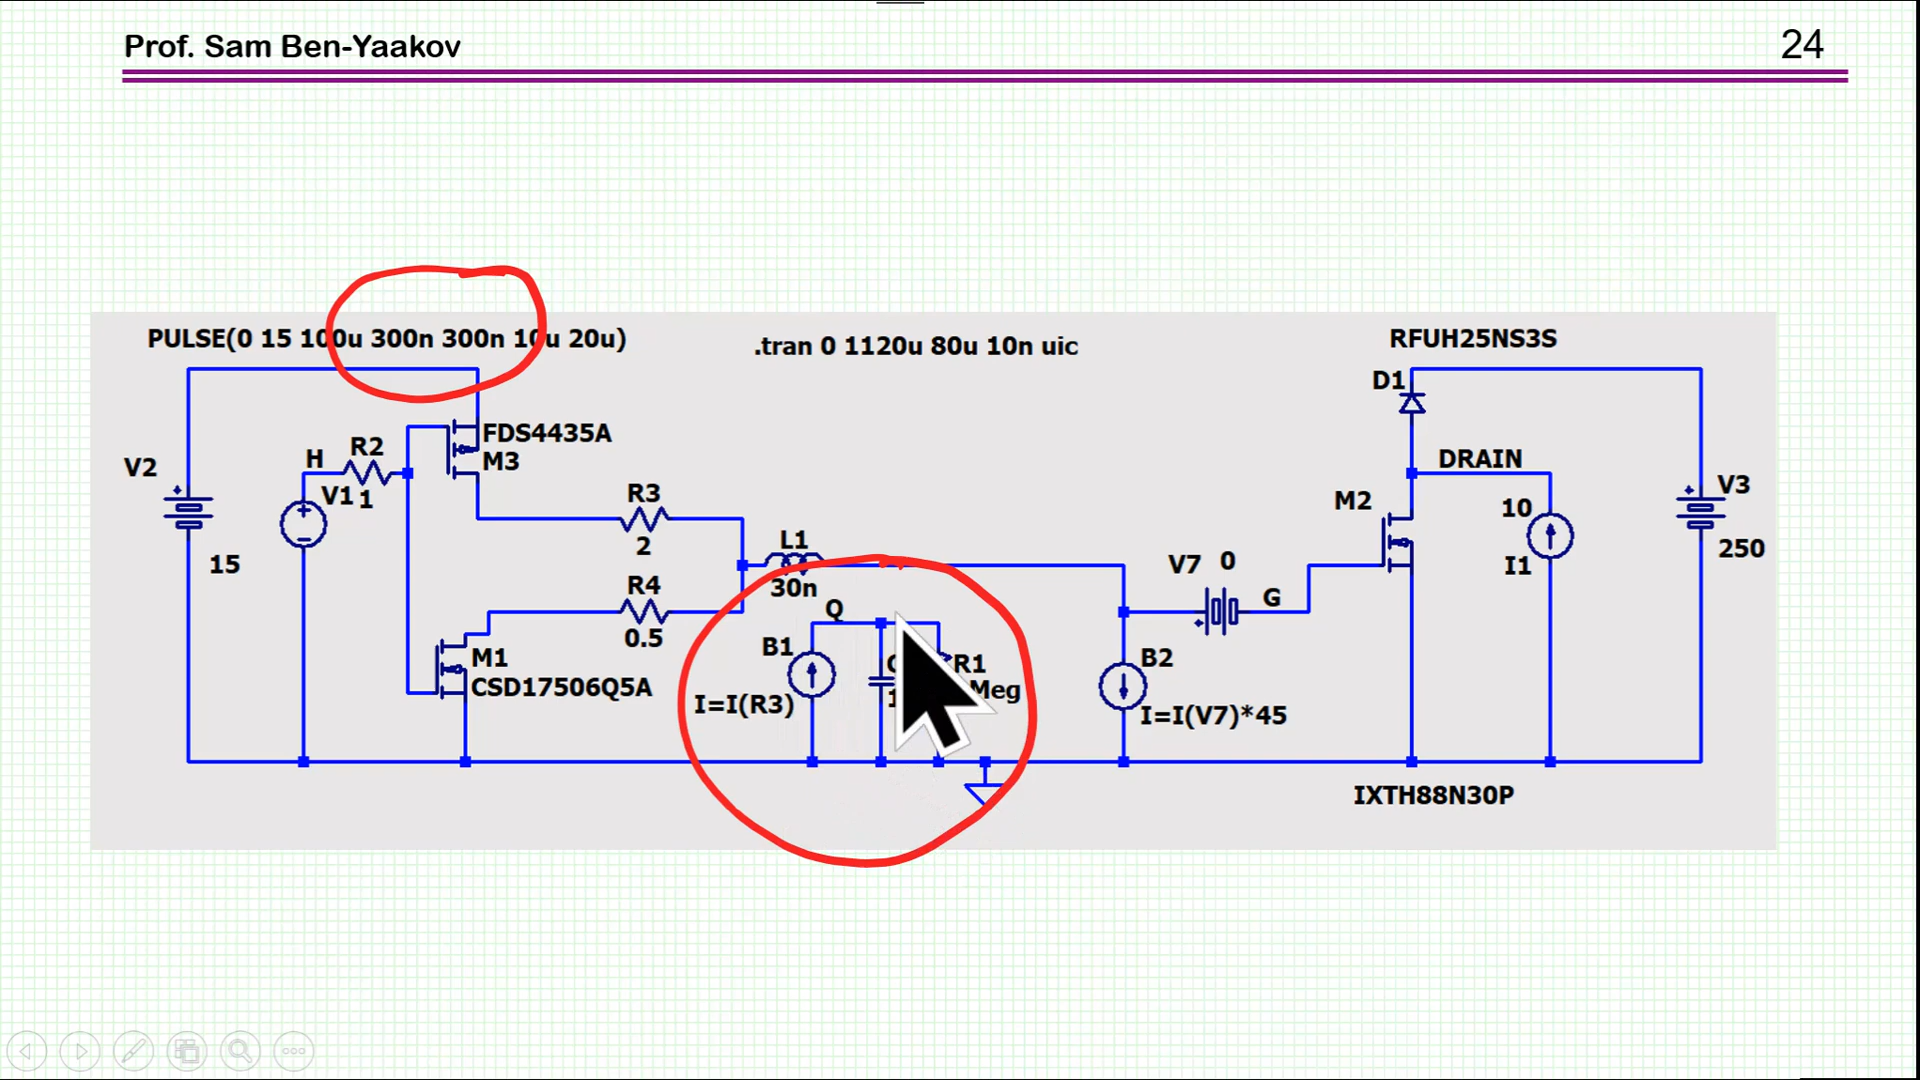 Prof. Sam Ben-Yaakov
24
PULSE(0 15 100u 300n 300n 10u 20u)
.tran 0 1120u 80u 10n uic
RFUH25NS3S
D1
FDS4435A
M3
H
R2
V2
V1
1
15
DRAIN
V3
M2
10
R3
2
L1
30n
I1
250
V7
0
G
R4
0.5
Q
B1
R1
Meg
I=I(R3)
M1
CSD17506Q5A
B2
I=I(V7)*45
IXTH88N30P